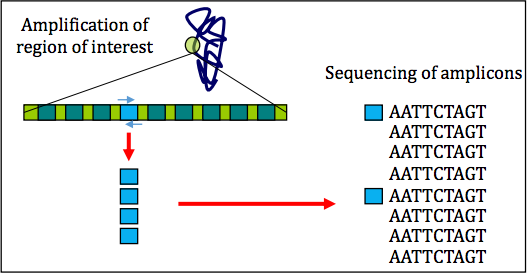 Amplification of
region of interest
Sequencing of amplicons
AATTCTAGT
AATTCTAGT
AATTCTAGT
AATTCTAGT
AATTCTAGT
AATTCTAGT
AATTCTAGT
AATTCTAGT